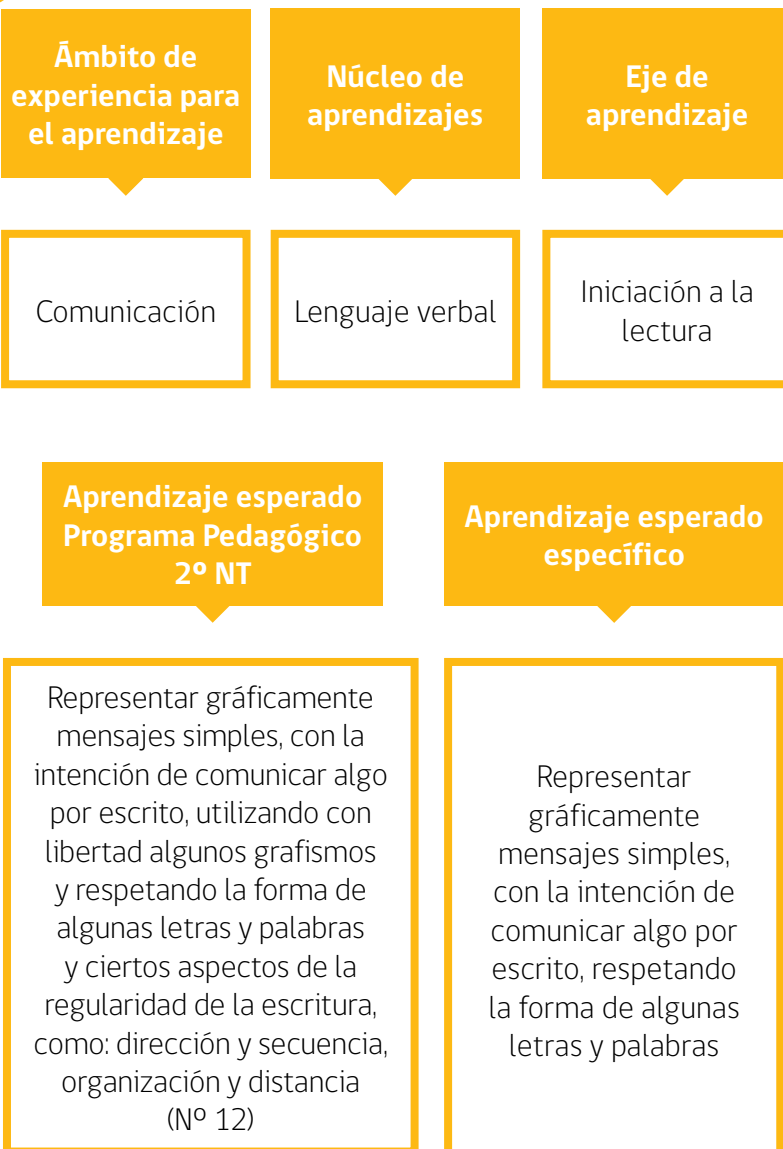 Ámbito de
experiencia para
el aprendizaje
Núcleo de
aprendizajes
Eje de
aprendizaje
Comunicación
Lenguaje verbal
Iniciación a la
lectura
Aprendizaje esperado
Programa Pedagógico
2º NT
Aprendizaje esperado
específico
Representar gráficamente
mensajes simples, con la
intención de comunicar algo
por escrito, utilizando con
libertad algunos grafismos
y respetando la forma de
algunas letras y palabras
y ciertos aspectos de la
regularidad de la escritura,
como: dirección y secuencia,
organización y distancia
(Nº 12)
Representar
gráficamente
mensajes simples,
con la intención de
comunicar algo por
escrito, respetando
la forma de algunas
letras y palabras